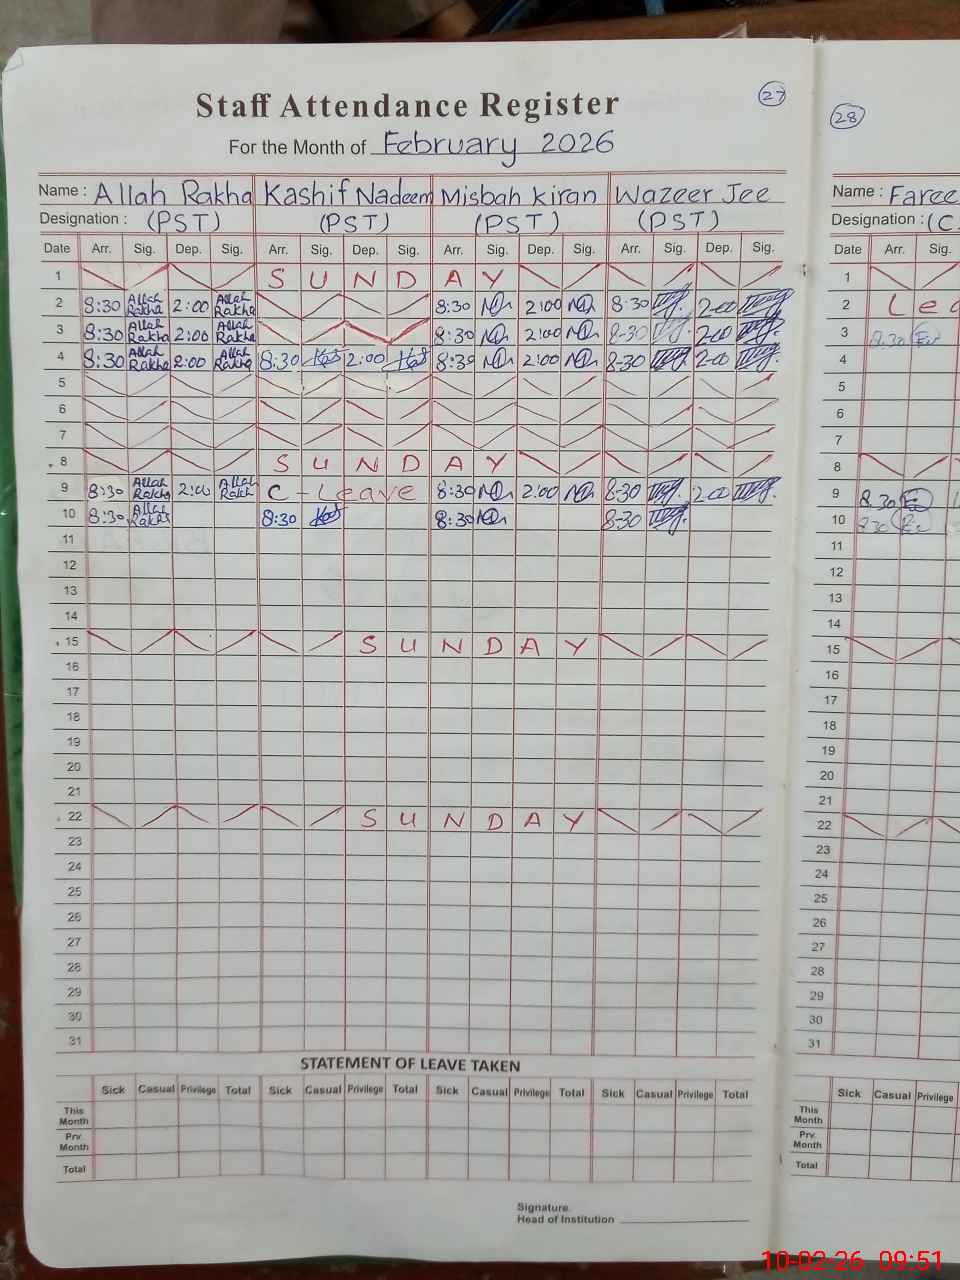 Staff Attendance Register
27
For the Month of February 2026
Name : Allah Rakha Kashif Nadeem Misbah kiran Wazeer Jee
Designation : (PST) (PST) (PST) (PST)
Date Arr. Sig. Dep. Sig. Arr. Sig. Dep. Sig. Arr. Sig. Dep. Sig. Arr. Sig. Dep. Sig.
1 S U N D A Y
2 8:30 Allah Rakha 2:00 Allah Rakha 8:30 2:00 8-30 2-00
3 8:30 Allah Rakha 2:00 Allah Rakha 8:30 2:00 8-30 2-00
4 8:30 Allah Rakha 2:00 Allah Rakha 8:30 2:00 8:30 2:00 8-30 2-00
5
6
7
8 S U N D A Y
9 8:30 Allah Rakha 2:00 Allah Rakha C - Leave 8:30 2:00 8-30 2-00
10 8:30 Allah Rakha 8:30 8:30 8-30
11
12
13
14
15 S U N D A Y
16
17
18
19
20
21
22 S U N D A Y
23
24
25
26
27
28
29
30
31
STATEMENT OF LEAVE TAKEN
Sick Casual Privilege Total Sick Casual Privilege Total Sick Casual Privilege Total Sick Casual Privilege Total
This Month
Prv. Month
Total
Signature.
Head of Institution
28
Name : Faree
Designation : (C.
Date Arr. Sig.
1
2 Lea
3 8.30
4
5
6
7
8
9 8.30
10 8.30
11
12
13
14
15
16
17
18
19
20
21
22
23
24
25
26
27
28
29
30
31
Sick Casual Privilege
This Month
Prv. Month
Total
10-02-26 09:51